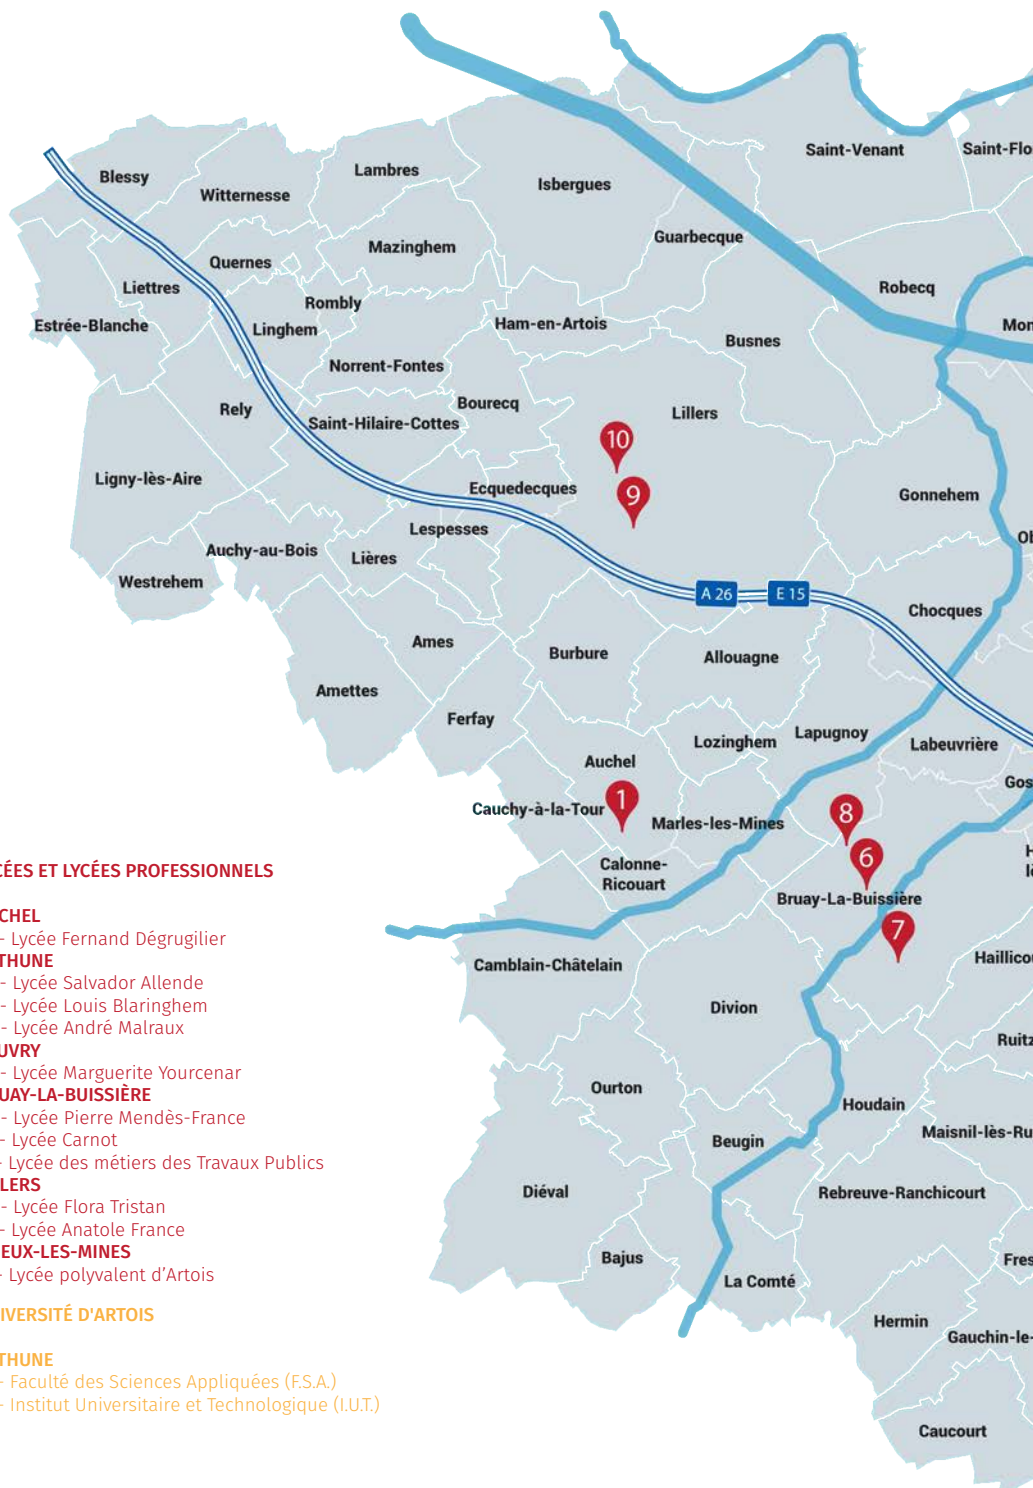 Saint-Venant
Saint-Flo
Blessy
Lambres
Witternesse
Isbergues
Guarbecque
Mazinghem
Quernes
Liettres
Robecq
Rombly
Estrée-Blanche
Linghem
Ham-en-Artois
Mon
Busnes
Norrent-Fontes
Bourecq
Rely
Saint-Hilaire-Cottes
Lillers
10
Ligny-lès-Aire
Ecquedecques
9
Gonnehem
Lespesses
Ob
Auchy-au-Bois
Lières
Westrehem
A 26
E 15
Chocques
Ames
Burbure
Allouagne
Amettes
Ferfay
Lozinghem
Lapugnoy
Labeuvrière
Auchel
Gos
1
Cauchy-à-la-Tour
8
Marles-les-Mines
6
H
lè
Calonne-
Ricouart
Bruay-La-Buissière
7
Haillicou
Camblain-Châtelain
Divion
Ruitz
Ourton
Houdain
Maisnil-lès-Ru
Beugin
Diéval
Rebreuve-Ranchicourt
Bajus
Fres
La Comté
Hermin
Gauchin-le-
Caucourt
CÉES ET LYCÉES PROFESSIONNELS
CHEL
- Lycée Fernand Dégrugilier
THUNE
- Lycée Salvador Allende
- Lycée Louis Blaringhem
- Lycée André Malraux
UVRY
- Lycée Marguerite Yourcenar
UAY-LA-BUISSIÈRE
- Lycée Pierre Mendès-France
- Lycée Carnot
- Lycée des métiers des Travaux Publics
LERS
- Lycée Flora Tristan
- Lycée Anatole France
EUX-LES-MINES
- Lycée polyvalent d’Artois
IVERSITÉ D'ARTOIS
THUNE
- Faculté des Sciences Appliquées (F.S.A.)
- Institut Universitaire et Technologique (I.U.T.)